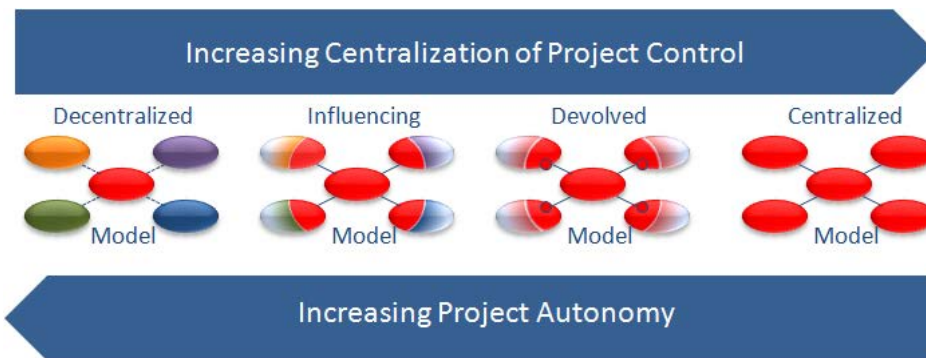 Increasing Centralization of Project Control
Decentralized Influencing Devolved Centralized
Model Model Model Model
Increasing Project Autonomy